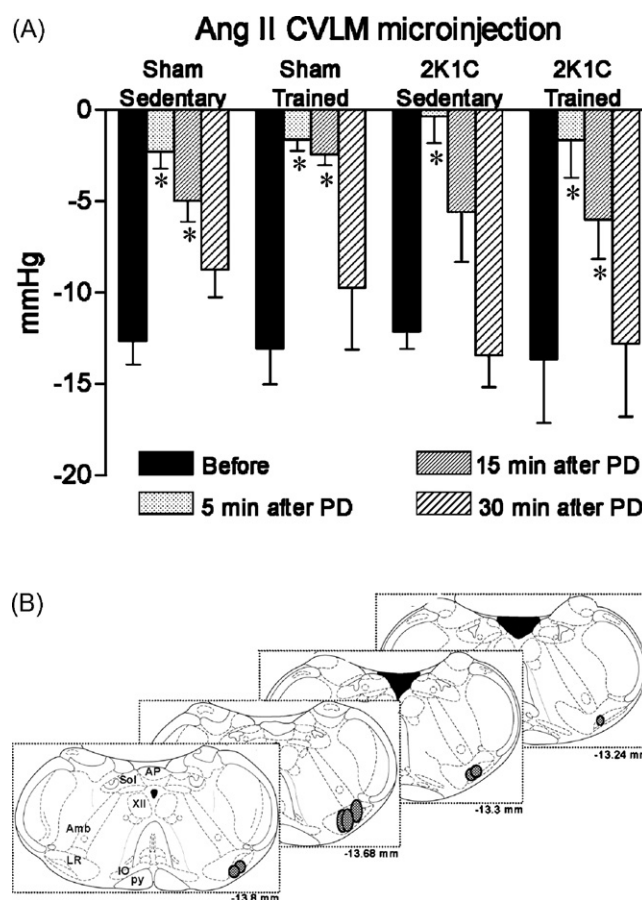 (A)
Ang II CVLM microinjection
Sham Sham 2K1C 2K1C
Sedentary Trained Sedentary Trained
0
-5
-10
-15
-20
mmHg
* * * * * * *
Before
5 min after PD
15 min after PD
30 min after PD
(B)
-13.24 mm
-13.3 mm
-13.68 mm
AP
Sol
XII
Amb
LR
IO
py
-13.8 mm